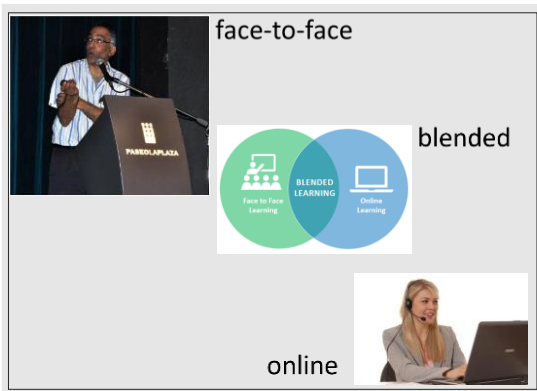 face-to-face
PASEOLAPLAZA
blended
BLENDED
LEARNING
Face to Face
Learning
Online
Learning
online